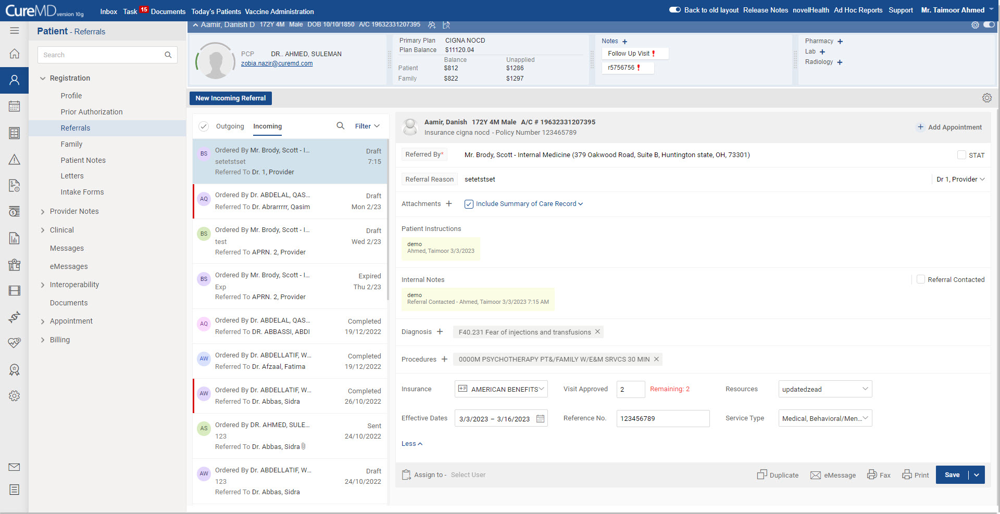 CureMD version 10g
Inbox Task 15 Documents Today's Patients Vaccine Administration
Back to old layout Release Notes novelHealth Ad Hoc Reports Support Mr. Taimoor Ahmed
Patient - Referrals
Search
Registration
Profile
Prior Authorization
Referrals
Family
Patient Notes
Letters
Intake Forms
Provider Notes
Clinical
Messages
eMessages
Interoperability
Documents
Appointment
Billing
Aamir, Danish D 172Y 4M Male DOB 10/10/1850 A/C 19632331207395
PCP DR.. AHMED, SULEMAN
zobia.nazir@curemd.com
Primary Plan CIGNA NOCD
Plan Balance $11120.04
Balance Unapplied
Patient $812 $1286
Family $822 $1297
Notes +
Follow Up Visit !
r5756756 !
Pharmacy +
Lab +
Radiology +
New Incoming Referral
Outgoing Incoming Filter
BS Ordered By Mr. Brody, Scott - I... Draft
setetstset 7:15
Referred To Dr. 1, Provider
AQ Ordered By Dr. ABDELAL, QAS... Draft
Referred To Dr. Abrarrrrr, Qasim Mon 2/23
BS Ordered By Mr. Brody, Scott - I... Draft
test Wed 2/23
Referred To APRN. 2, Provider
BS Ordered By Mr. Brody, Scott - I... Expired
Exp Thu 2/23
Referred To APRN. 2, Provider
AQ Ordered By Dr. ABDELAL, QAS... Completed
Referred To DR. ABBASSI, ABDI 19/12/2022
AW Ordered By Dr. ABDELLATIF, W... Completed
Referred To Dr. Afzaal, Fatima 19/12/2022
AW Ordered By Dr. ABDELLATIF, W... Completed
Referred To Dr. Abbas, Sidra 26/10/2022
AS Ordered By DR. AHMED, SULE... Sent
123 24/10/2022
Referred To Dr. Abbas, Sidra
AW Ordered By Dr. ABDELLATIF, W... Draft
123 24/10/2022
Referred To Dr. Abbas, Sidra
Aamir, Danish 172Y 4M Male A/C # 19632331207395
Insurance cigna nocd - Policy Number 123465789
+ Add Appointment
Referred By* Mr. Brody, Scott - Internal Medicine (379 Oakwood Road, Suite B, Huntington state, OH, 73301) STAT
Referral Reason setetstset Dr 1, Provider
Attachments + Include Summary of Care Record
Patient Instructions
demo
Ahmed, Taimoor 3/3/2023
Internal Notes Referral Contacted
demo
Referral Contacted - Ahmed, Taimoor 3/3/2023 7:15 AM
Diagnosis + F40.231 Fear of injections and transfusions ×
Procedures + 0000M PSYCHOTHERAPY PT&/FAMILY W/E&M SRVCS 30 MIN ×
Insurance AMERICAN BENEFITS Visit Approved 2 Remaining: 2 Resources updatedzead
Effective Dates 3/3/2023 – 3/16/2023 Reference No. 123456789 Service Type Medical, Behavioral/Men...
Less
Assign to - Select User Duplicate eMessage Fax Print Save